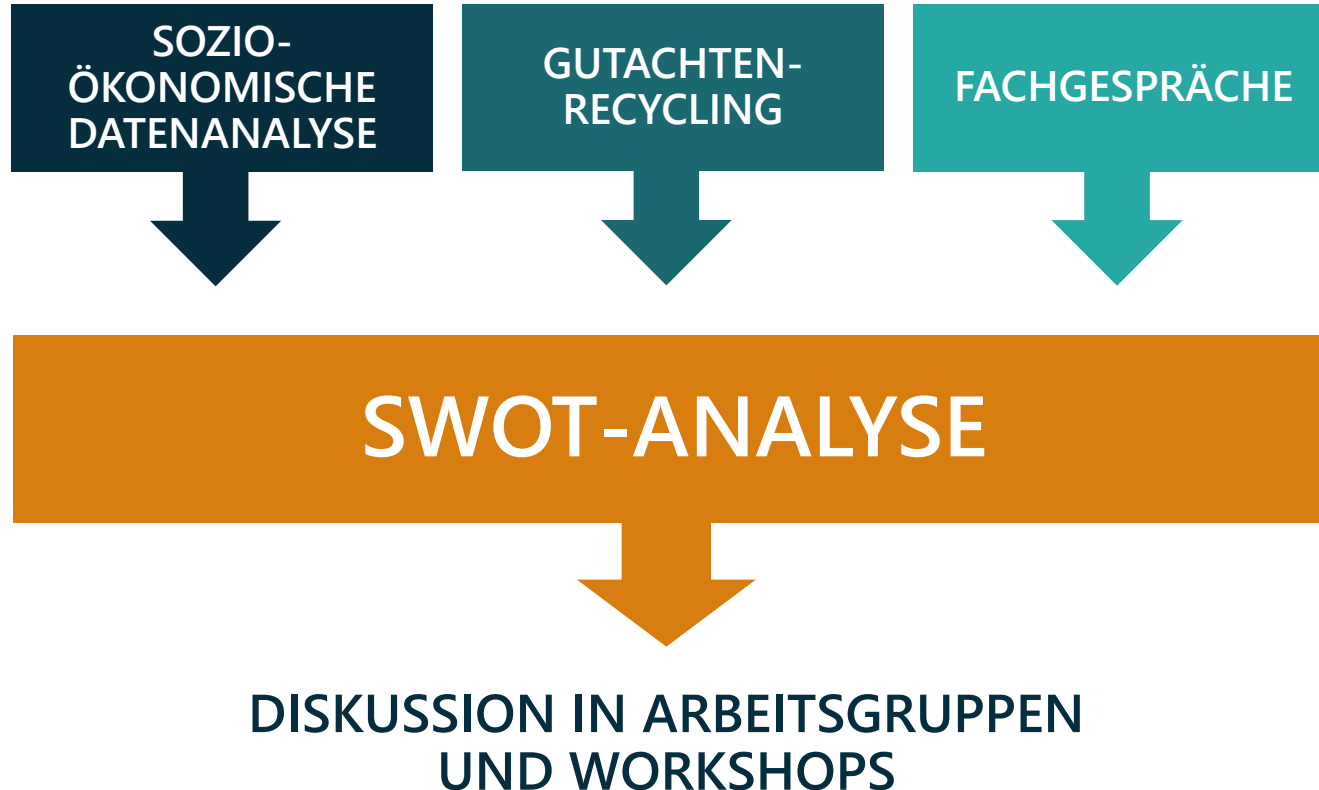 SOZIO-
ÖKONOMISCHE
DATENANALYSE
GUTACHTEN-
RECYCLING
FACHGESPRÄCHE
SWOT-ANALYSE
DISKUSSION IN ARBEITSGRUPPEN
UND WORKSHOPS